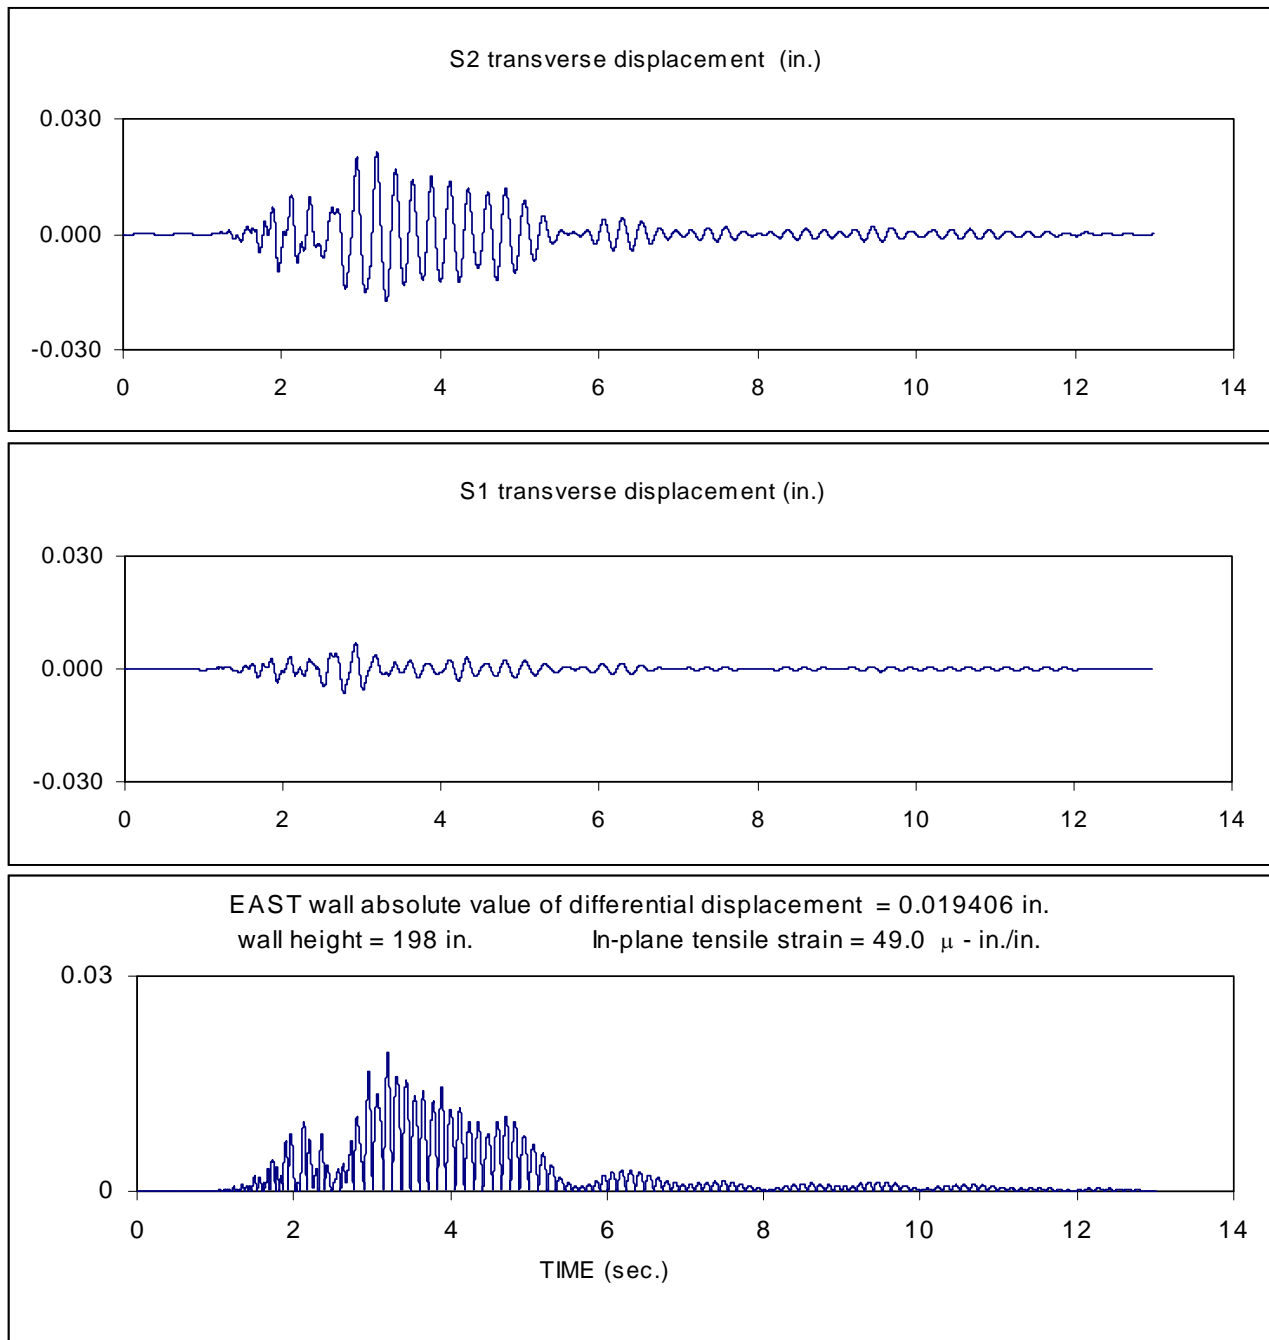 S2 transverse displacement (in.)
0.030
0.000
-0.030
0 2 4 6 8 10 12 14
S1 transverse displacement (in.)
0.030
0.000
-0.030
0 2 4 6 8 10 12 14
EAST wall absolute value of differential displacement = 0.019406 in.
wall height = 198 in. In-plane tensile strain = 49.0 μ - in./in.
0.03
0
0 2 4 6 8 10 12 14
TIME (sec.)